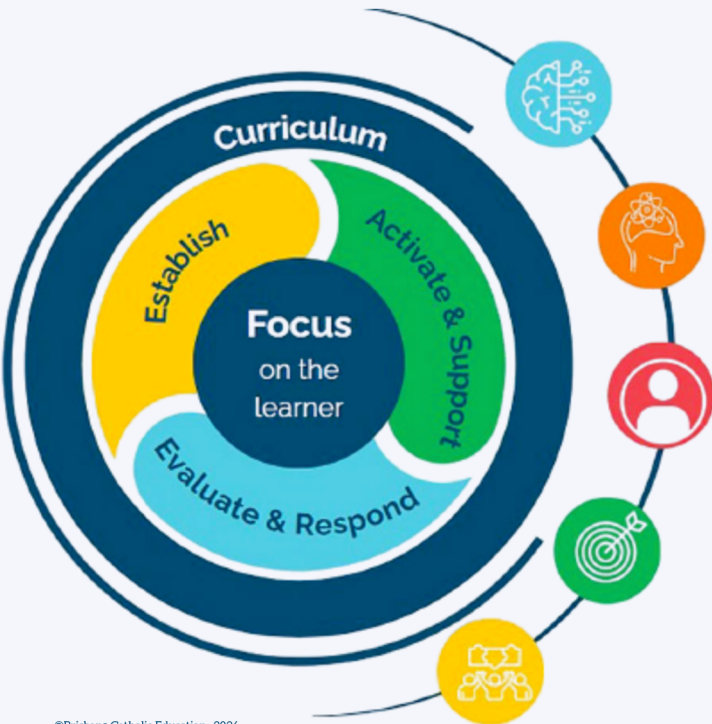 Curriculum
Establish
Activate & Support
Focus
on the
learner
Evaluate & Respond